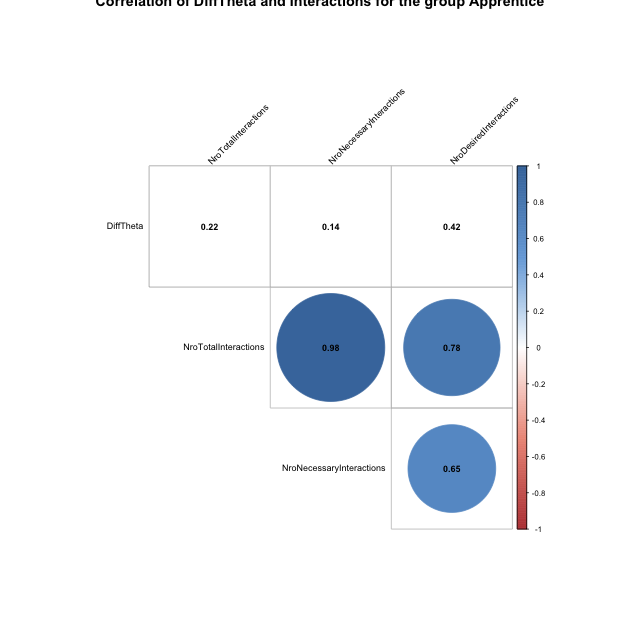 Correlation of DiffTheta and Interactions for the group Apprentice
NroTotalInteractions
NroNecessaryInteractions
NroDesiredInteractions
DiffTheta
0.22
0.14
0.42
NroTotalInteractions
0.98
0.78
NroNecessaryInteractions
0.65
1
0.8
0.6
0.4
0.2
0
-0.2
-0.4
-0.6
-0.8
-1